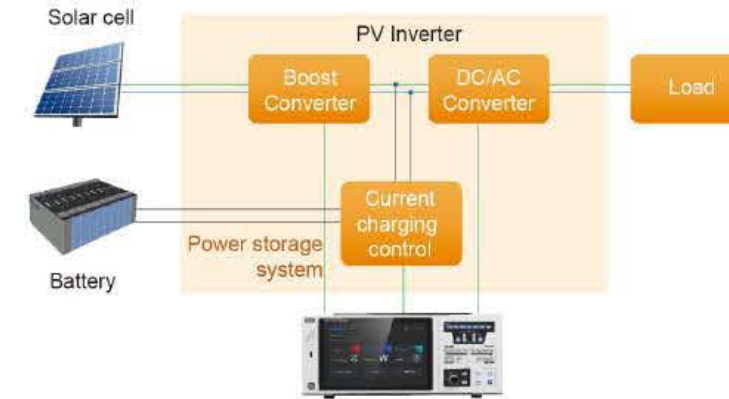 Solar cell
PV Inverter
Boost
Converter
DC/AC
Converter
Load
Current
charging
control
Power storage
system
Battery